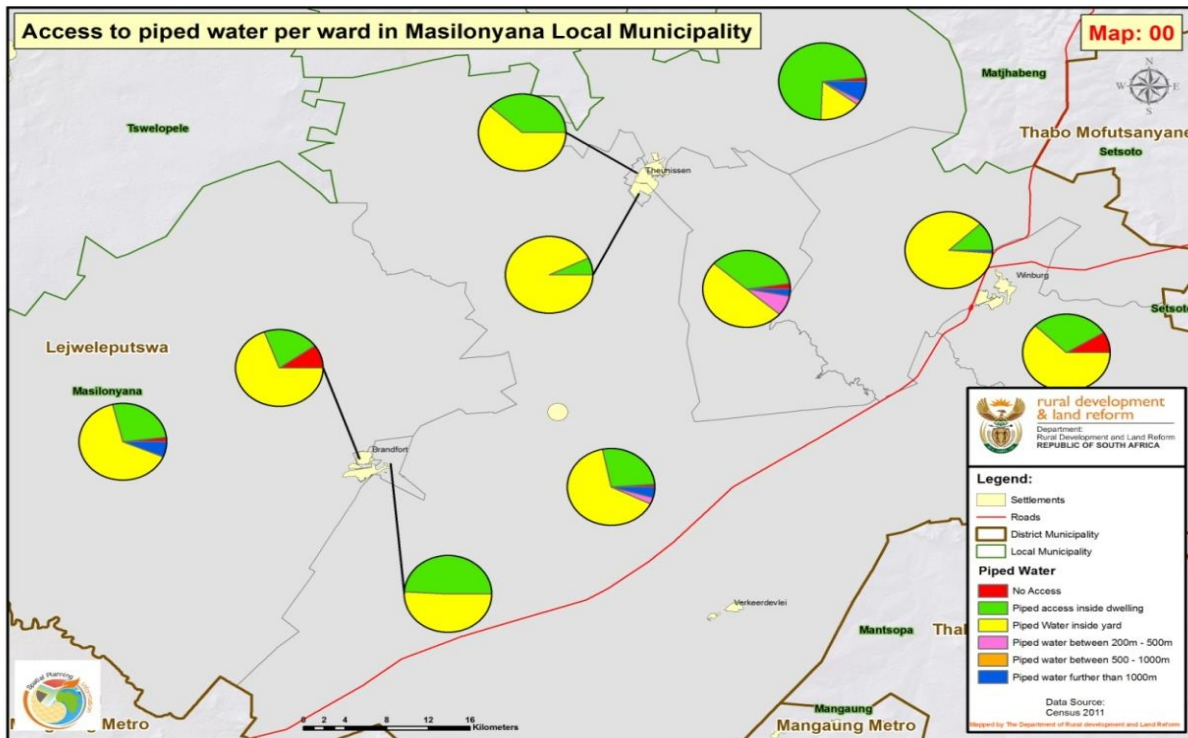 Access to piped water per ward in Masilonyana Local Municipality
Map: 00
N
W
E
S
Matjhabeng
Tswelopele
Thabo Mofutsanyane
Setsoto
Theunissen
Winburg
Setsoto
Lejweleputswa
Masilonyana
Brandfort
Verkeerdevlei
Mantsopa
Mangaung
Mangaung Metro
Metro
0 2 4 8 12 16
Kilometers
Spatial Planning
Information
rural development
& land reform
Department:
Rural Development and Land Reform
REPUBLIC OF SOUTH AFRICA
Legend:
Settlements
Roads
District Municipality
Local Municipality
Piped Water
No Access
Piped access inside dwelling
Piped Water inside yard
Piped water between 200m - 500m
Piped water between 500 - 1000m
Piped water further than 1000m
Data Source:
Census 2011
Mapped by The Department of Rural development and Land Reform